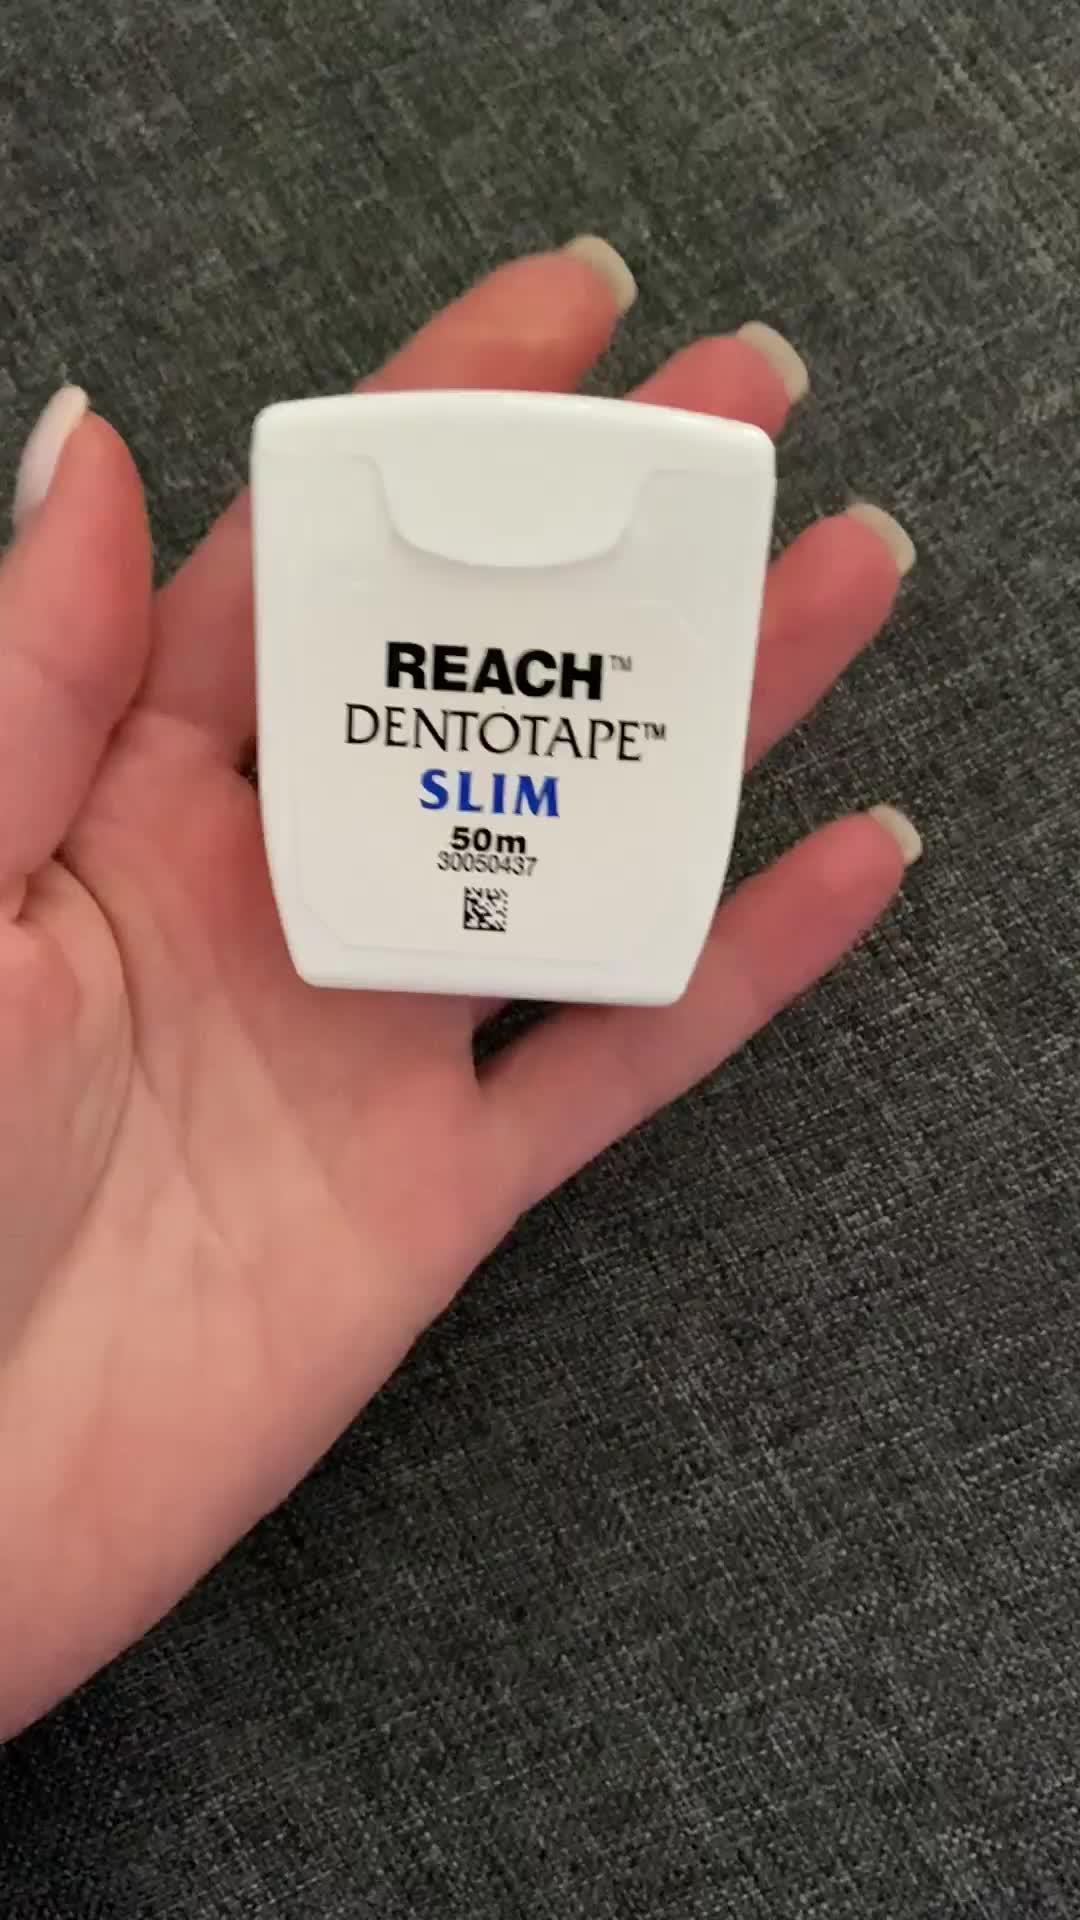 REACH™
DENTOTAPE™
SLIM
50m
30050437